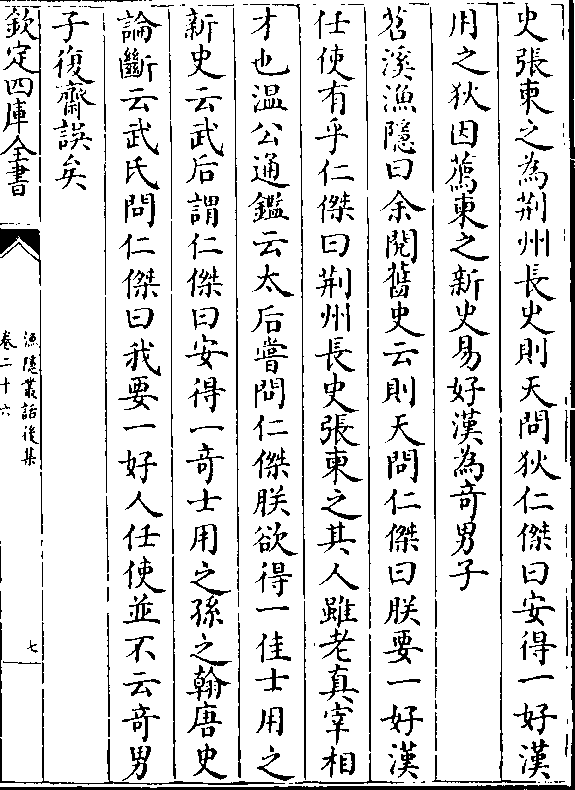 史張柬之為荆州長史則天問狄仁傑曰安得一好漢
用之狄因薦柬之新史易好漢為奇男子
苕溪漁隱曰余閱舊史云則天問仁傑曰朕要一好漢
任使有乎仁傑曰荆州長史張柬之其人雖老真宰相
才也温公通鑑云太后嘗問仁傑朕欲得一佳士用之
新史云武后謂仁傑曰安得一奇士用之孫之翰唐史
論斷云武氏問仁傑曰我要一好人任使並不云奇男
子復齋誤矣
欽定四庫全書
漁隱叢話後集
卷二十六
七